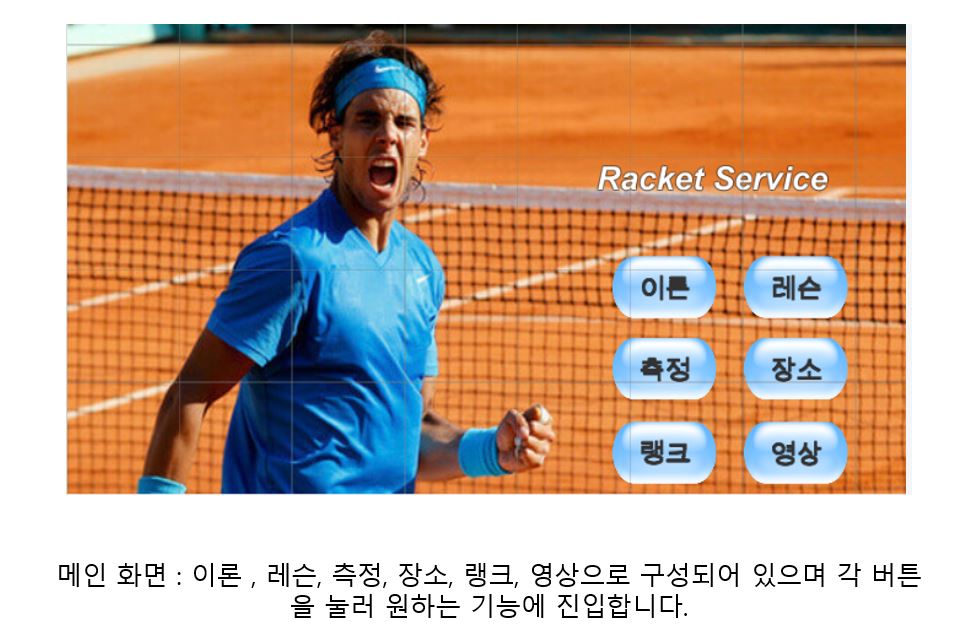 Racket Service
이론 레슨
측정 장소
랭크 영상
메인 화면 : 이론 , 레슨, 측정, 장소, 랭크, 영상으로 구성되어 있으며 각 버튼
을 눌러 원하는 기능에 진입합니다.